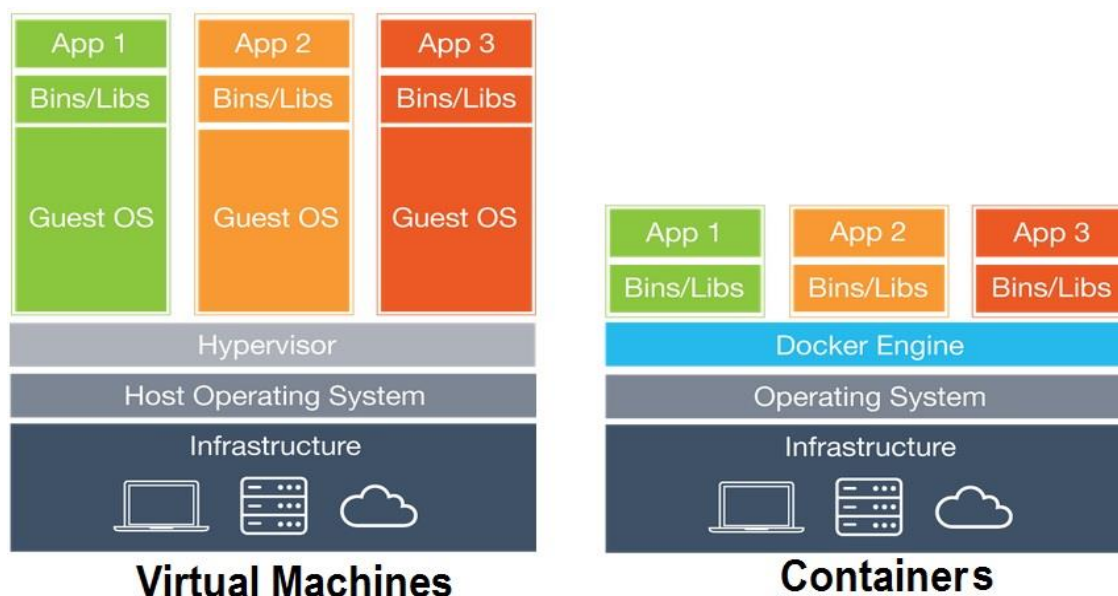 App 1
App 2
App 3
Bins/Libs
Bins/Libs
Bins/Libs
Guest OS
Guest OS
Guest OS
Hypervisor
Host Operating System
Infrastructure
Virtual Machines
App 1
App 2
App 3
Bins/Libs
Bins/Libs
Bins/Libs
Docker Engine
Operating System
Infrastructure
Containers